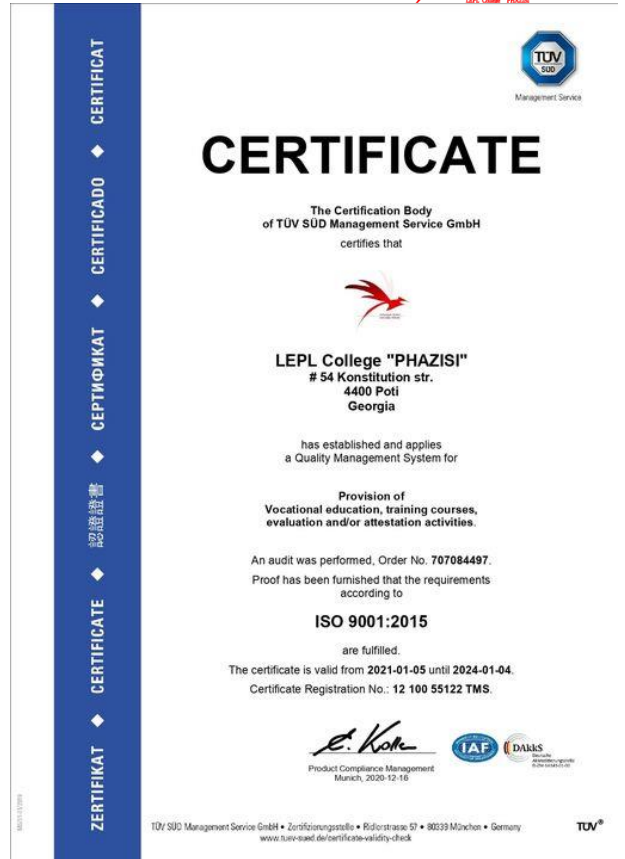 LEPL College "PHAZISI"
TÜV
SÜD
Management Service
CERTIFICATE
The Certification Body
of TÜV SÜD Management Service GmbH
certifies that
LEPL College "PHAZISI"
# 54 Konstitution str.
4400 Poti
Georgia
has established and applies
a Quality Management System for
Provision of
Vocational education, training courses,
evaluation and/or attestation activities.
An audit was performed, Order No. 707084497.
Proof has been furnished that the requirements
according to
ISO 9001:2015
are fulfilled.
The certificate is valid from 2021-01-05 until 2024-01-04.
Certificate Registration No.: 12 100 55122 TMS.
Product Compliance Management
Munich, 2020-12-16
IAF
DAkkS
Deutsche
Akkreditierungsstelle
TÜV SÜD Management Service GmbH • Zertifizierungsstelle • Ridlerstrasse 57 • 80339 München • Germany
www.tuev-sued.de/certificate-validity-check
TÜV®
ZERTIFIKAT ◆ CERTIFICATE ◆ 認證證書 ◆ СЕРТИФИКАТ ◆ CERTIFICADO ◆ CERTIFICAT